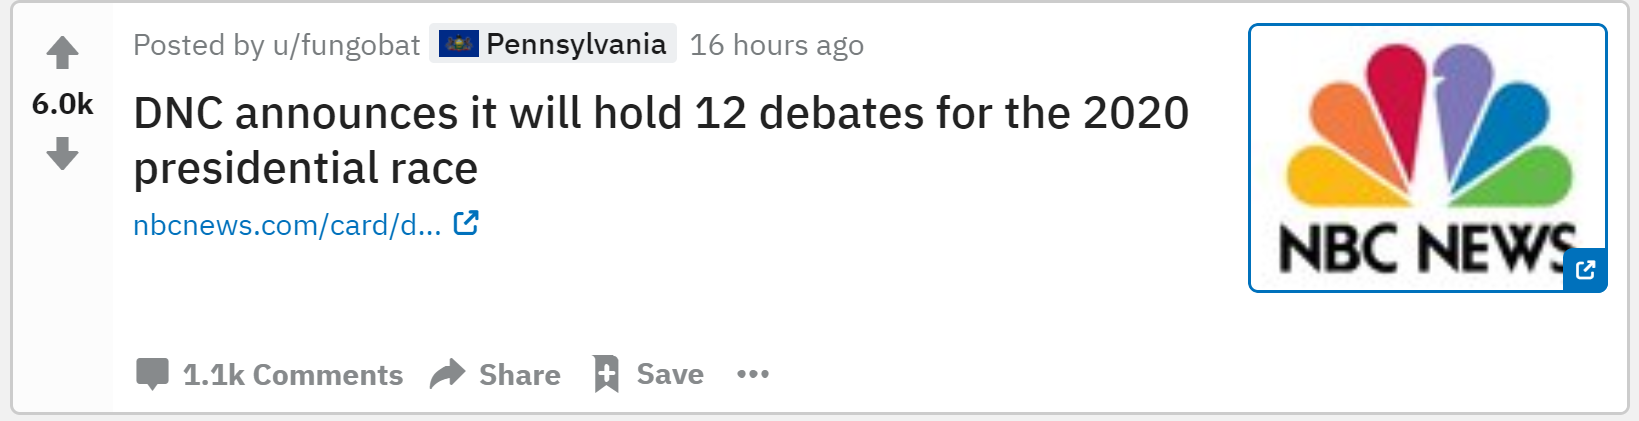 Posted by u/fungobat Pennsylvania 16 hours ago
6.0k
DNC announces it will hold 12 debates for the 2020
presidential race
nbcnews.com/card/d...
NBC NEWS
1.1k Comments Share Save